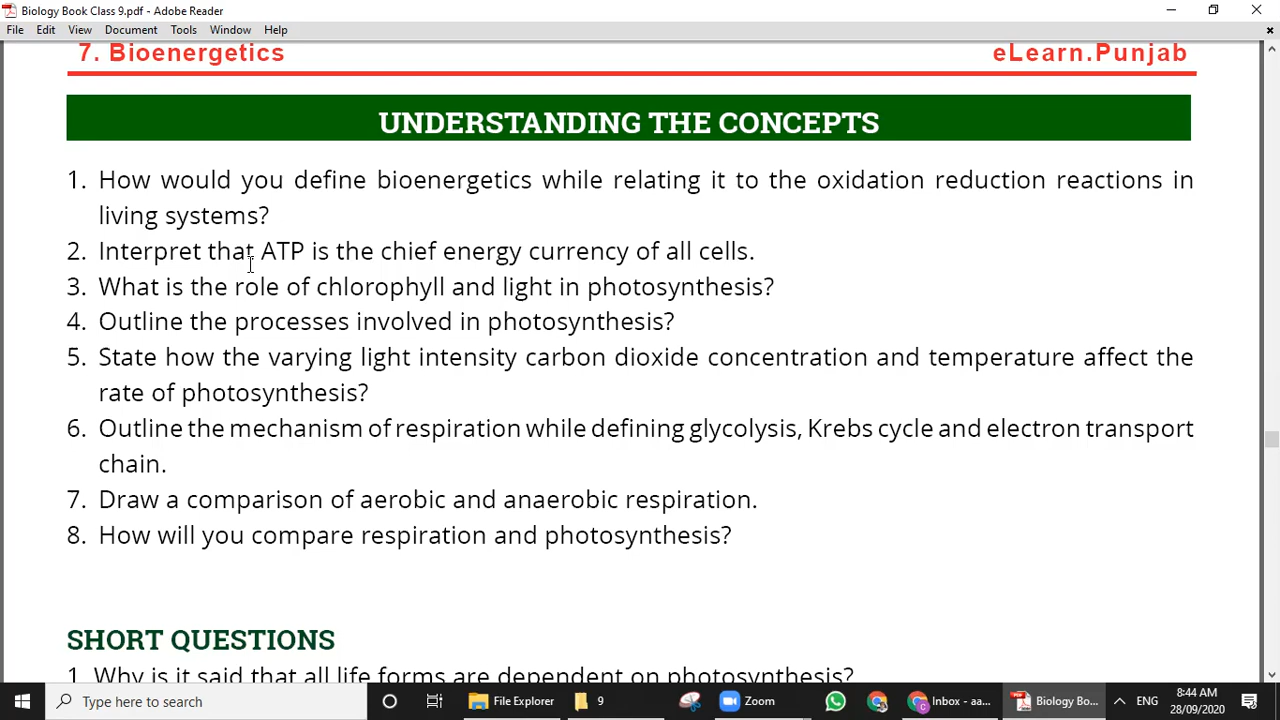 Biology Book Class 9.pdf - Adobe Reader
File Edit View Document Tools Window Help
7. Bioenergetics eLearn.Punjab
UNDERSTANDING THE CONCEPTS
1. How would you define bioenergetics while relating it to the oxidation reduction reactions in
living systems?
2. Interpret that ATP is the chief energy currency of all cells.
3. What is the role of chlorophyll and light in photosynthesis?
4. Outline the processes involved in photosynthesis?
5. State how the varying light intensity carbon dioxide concentration and temperature affect the
rate of photosynthesis?
6. Outline the mechanism of respiration while defining glycolysis, Krebs cycle and electron transport
chain.
7. Draw a comparison of aerobic and anaerobic respiration.
8. How will you compare respiration and photosynthesis?
SHORT QUESTIONS
1. Why is it said that all life forms are dependent on photosynthesis?
Type here to search
File Explorer
9
Zoom
Inbox - aa...
Biology Bo...
ENG
8:44 AM
28/09/2020